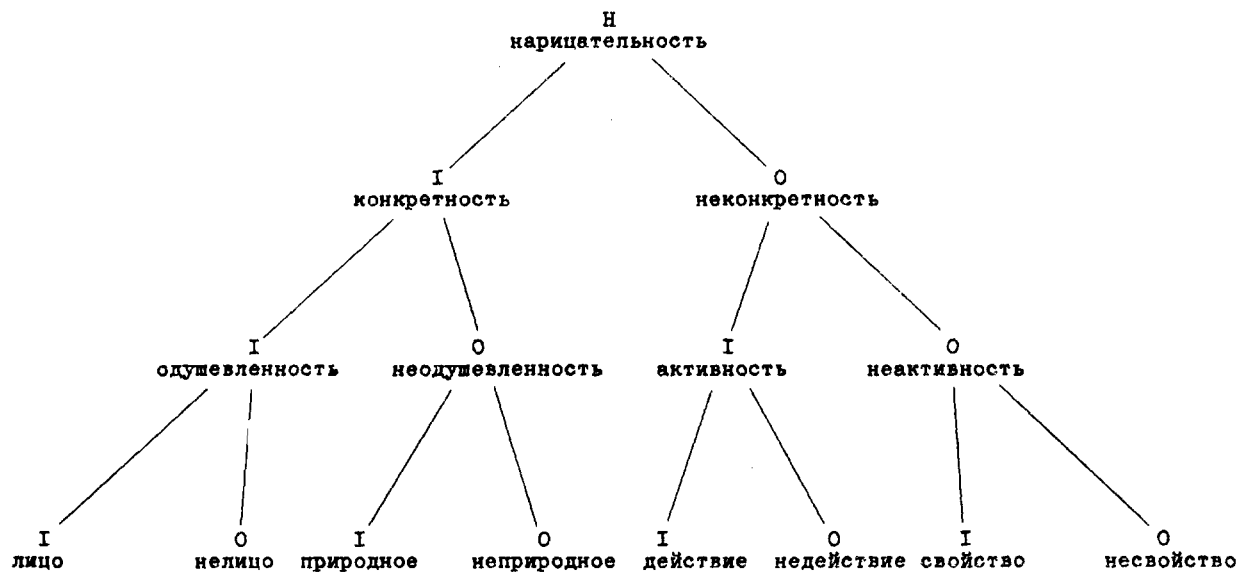 Н
нарицательность
I O
конкретность неконкретность
I O I O
одушевленность неодушевленность активность неактивность
I O I O I O I O
лицо нелицо природное неприродное действие недействие свойство несвойство